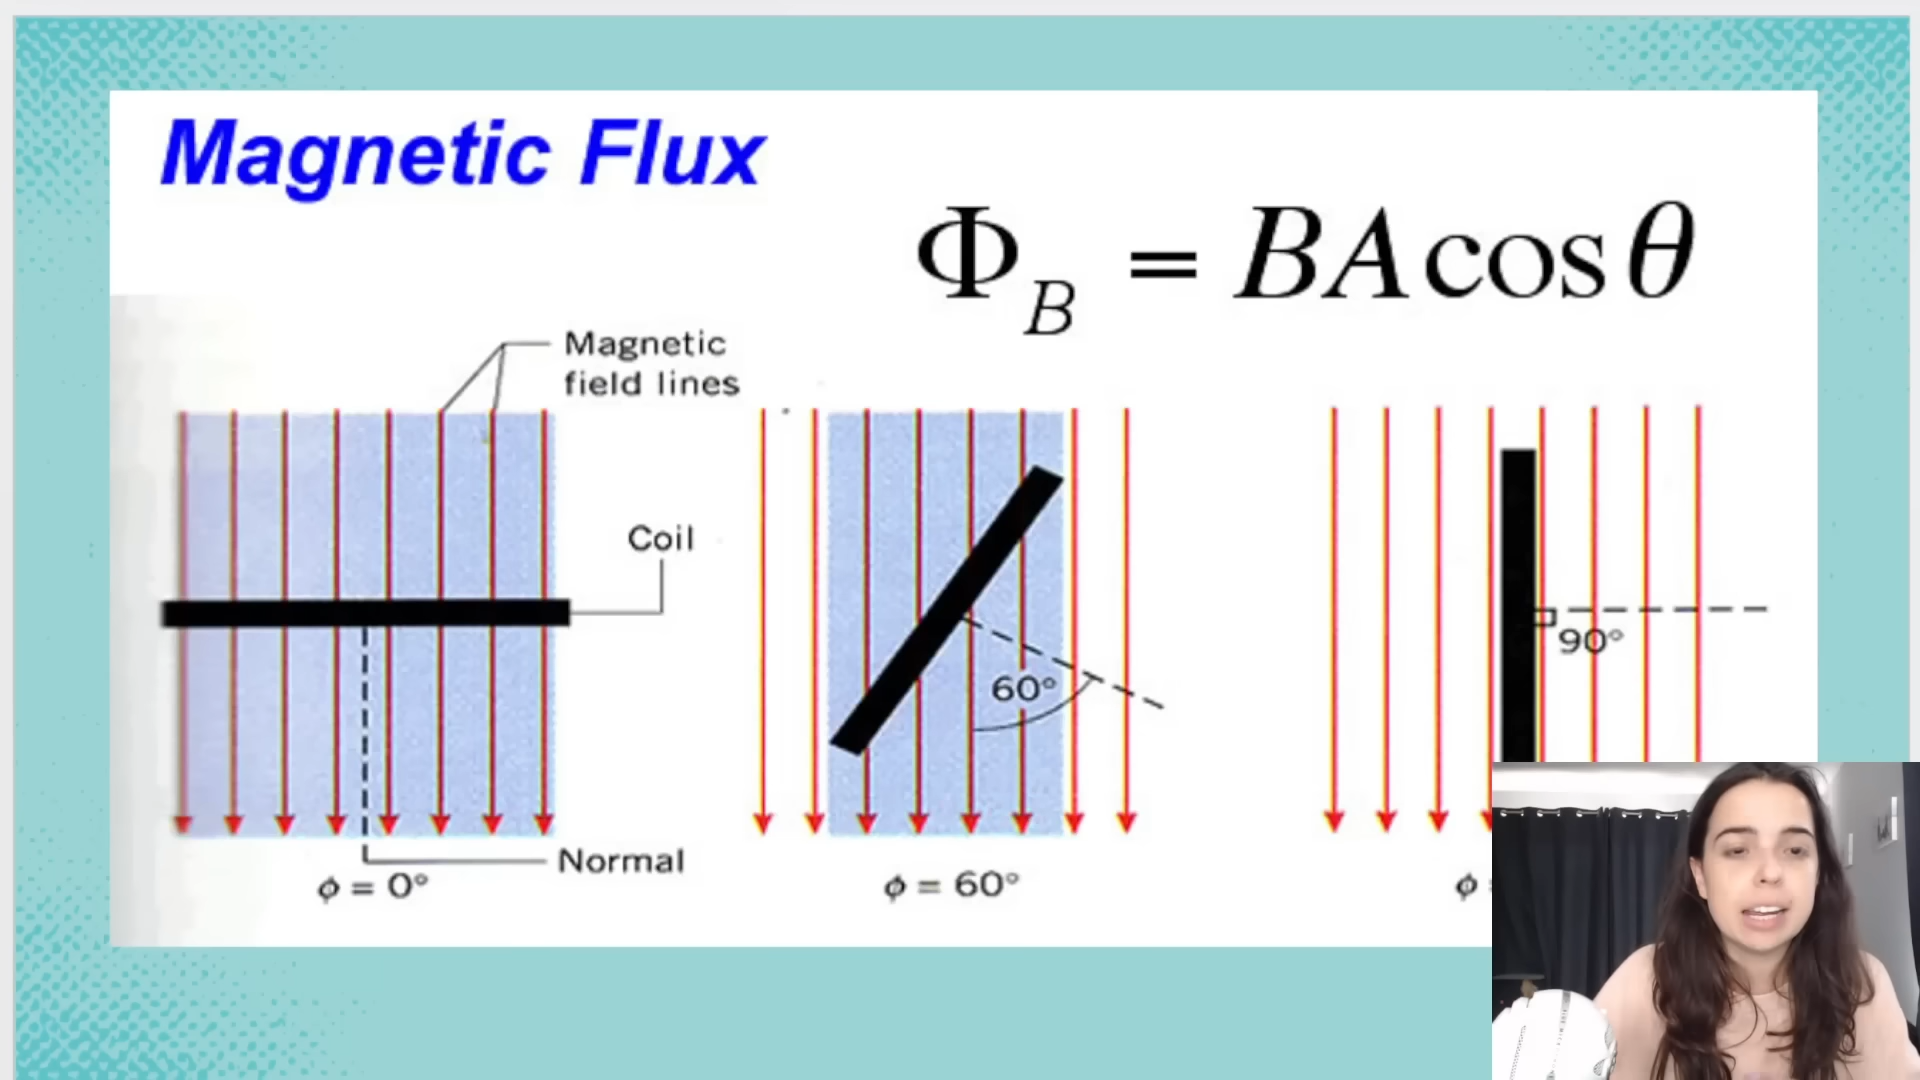 Magnetic Flux
Φ_B = BA cos θ
Magnetic
field lines
Coil
60°
90°
Normal
ϕ = 0°
ϕ = 60°
ϕ